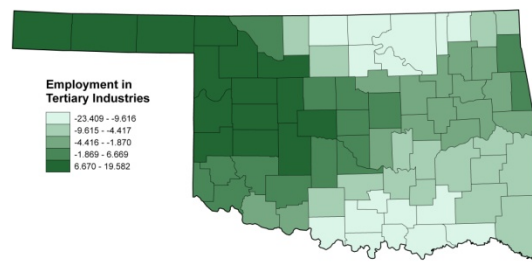 Employment in
Tertiary Industries
-23.409 - -9.616
-9.615 - -4.417
-4.416 - -1.870
-1.869 - 6.669
6.670 - 19.582